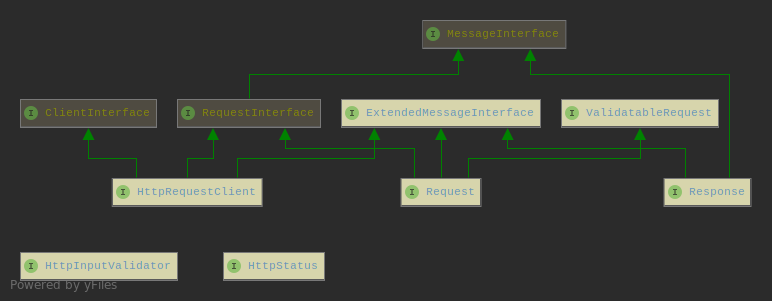 I MessageInterface
I ClientInterface
I RequestInterface
I ExtendedMessageInterface
I ValidatableRequest
I HttpRequestClient
I Request
I Response
I HttpInputValidator
I HttpStatus
Powered by yFiles